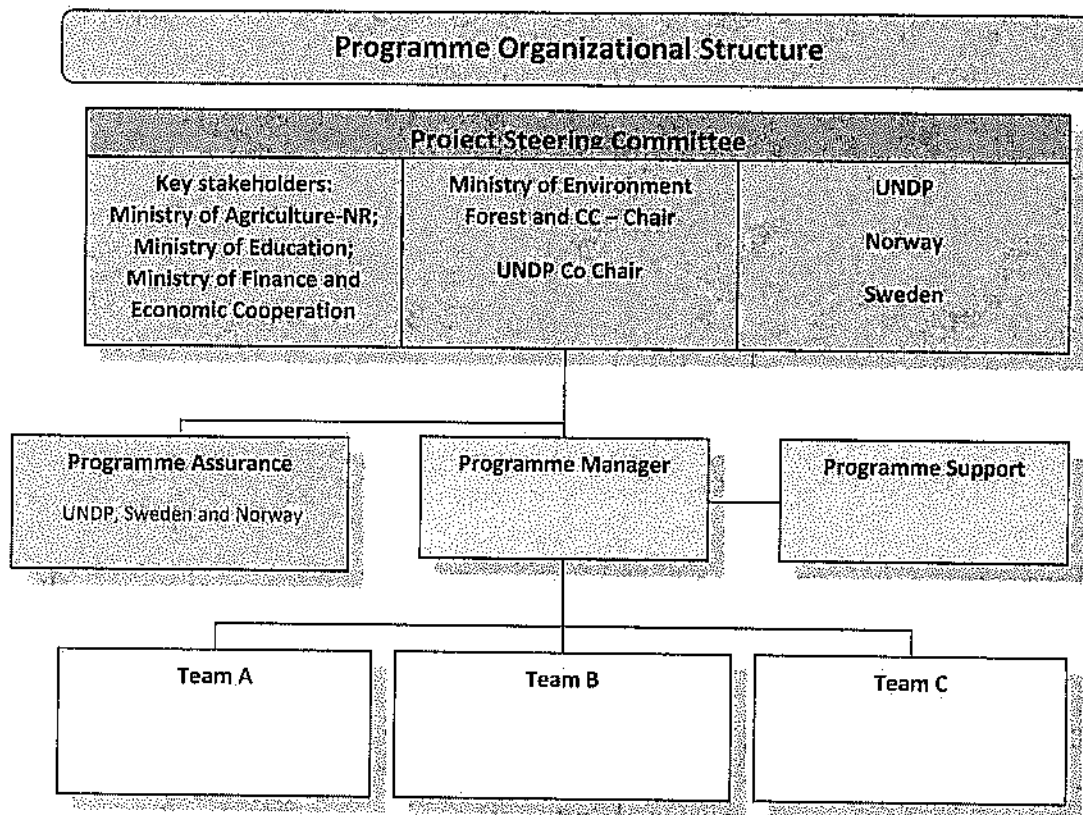 Programme Organizational Structure
Project Steering Committee
Key stakeholders:
Ministry of Agriculture-NR;
Ministry of Education;
Ministry of Finance and
Economic Cooperation
Ministry of Environment
Forest and CC – Chair
UNDP Co Chair
UNDP
Norway
Sweden
Programme Assurance
UNDP, Sweden and Norway
Programme Manager
Programme Support
Team A
Team B
Team C